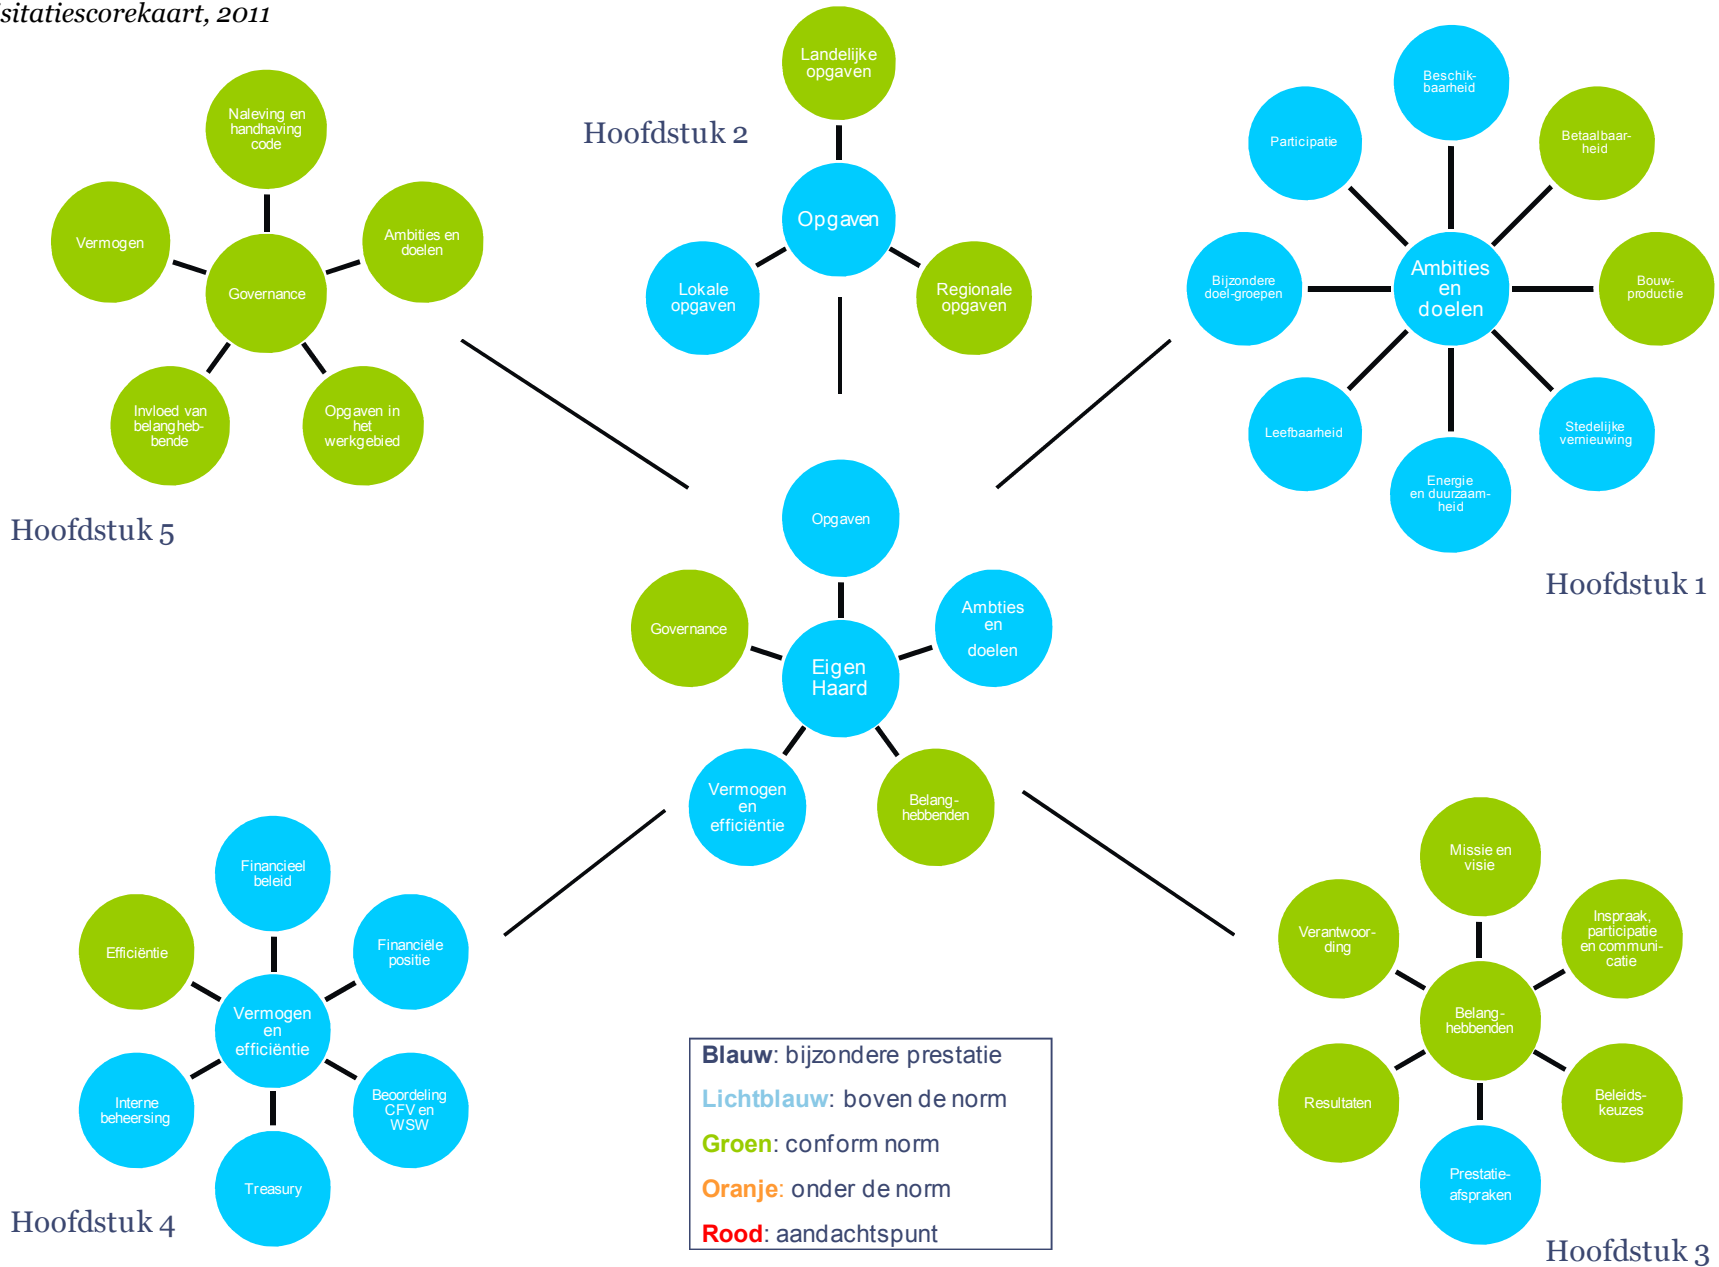 sitatiescorekaart, 2011
Naleving en
handhaving
code
Vermogen
Ambities en
doelen
Governance
Invloed van
belangheb-
bende
Opgaven in
het
werkgebied
Hoofdstuk 5
Hoofdstuk 2
Landelijke
opgaven
Opgaven
Lokale
opgaven
Regionale
opgaven
Beschik-
baarheid
Participatie
Betaalbaar-
heid
Bijzondere
doel-groepen
Ambities
en
doelen
Bouw-
productie
Leefbaarheid
Stedelijke
vernieuwing
Energie
en duurzaam-
heid
Hoofdstuk 1
Opgaven
Governance
Ambties
en
doelen
Eigen
Haard
Vermogen
en
efficiëntie
Belang-
hebbenden
Financieel
beleid
Efficiëntie
Financiële
positie
Vermogen
en
efficiëntie
Interne
beheersing
Beoordeling
CFV en
WSW
Treasury
Hoofdstuk 4
Blauw: bijzondere prestatie
Lichtblauw: boven de norm
Groen: conform norm
Oranje: onder de norm
Rood: aandachtspunt
Missie en
visie
Verantwoor-
ding
Inspraak,
participatie
en communi-
catie
Belang-
hebbenden
Resultaten
Beleids-
keuzes
Prestatie-
afspraken
Hoofdstuk 3